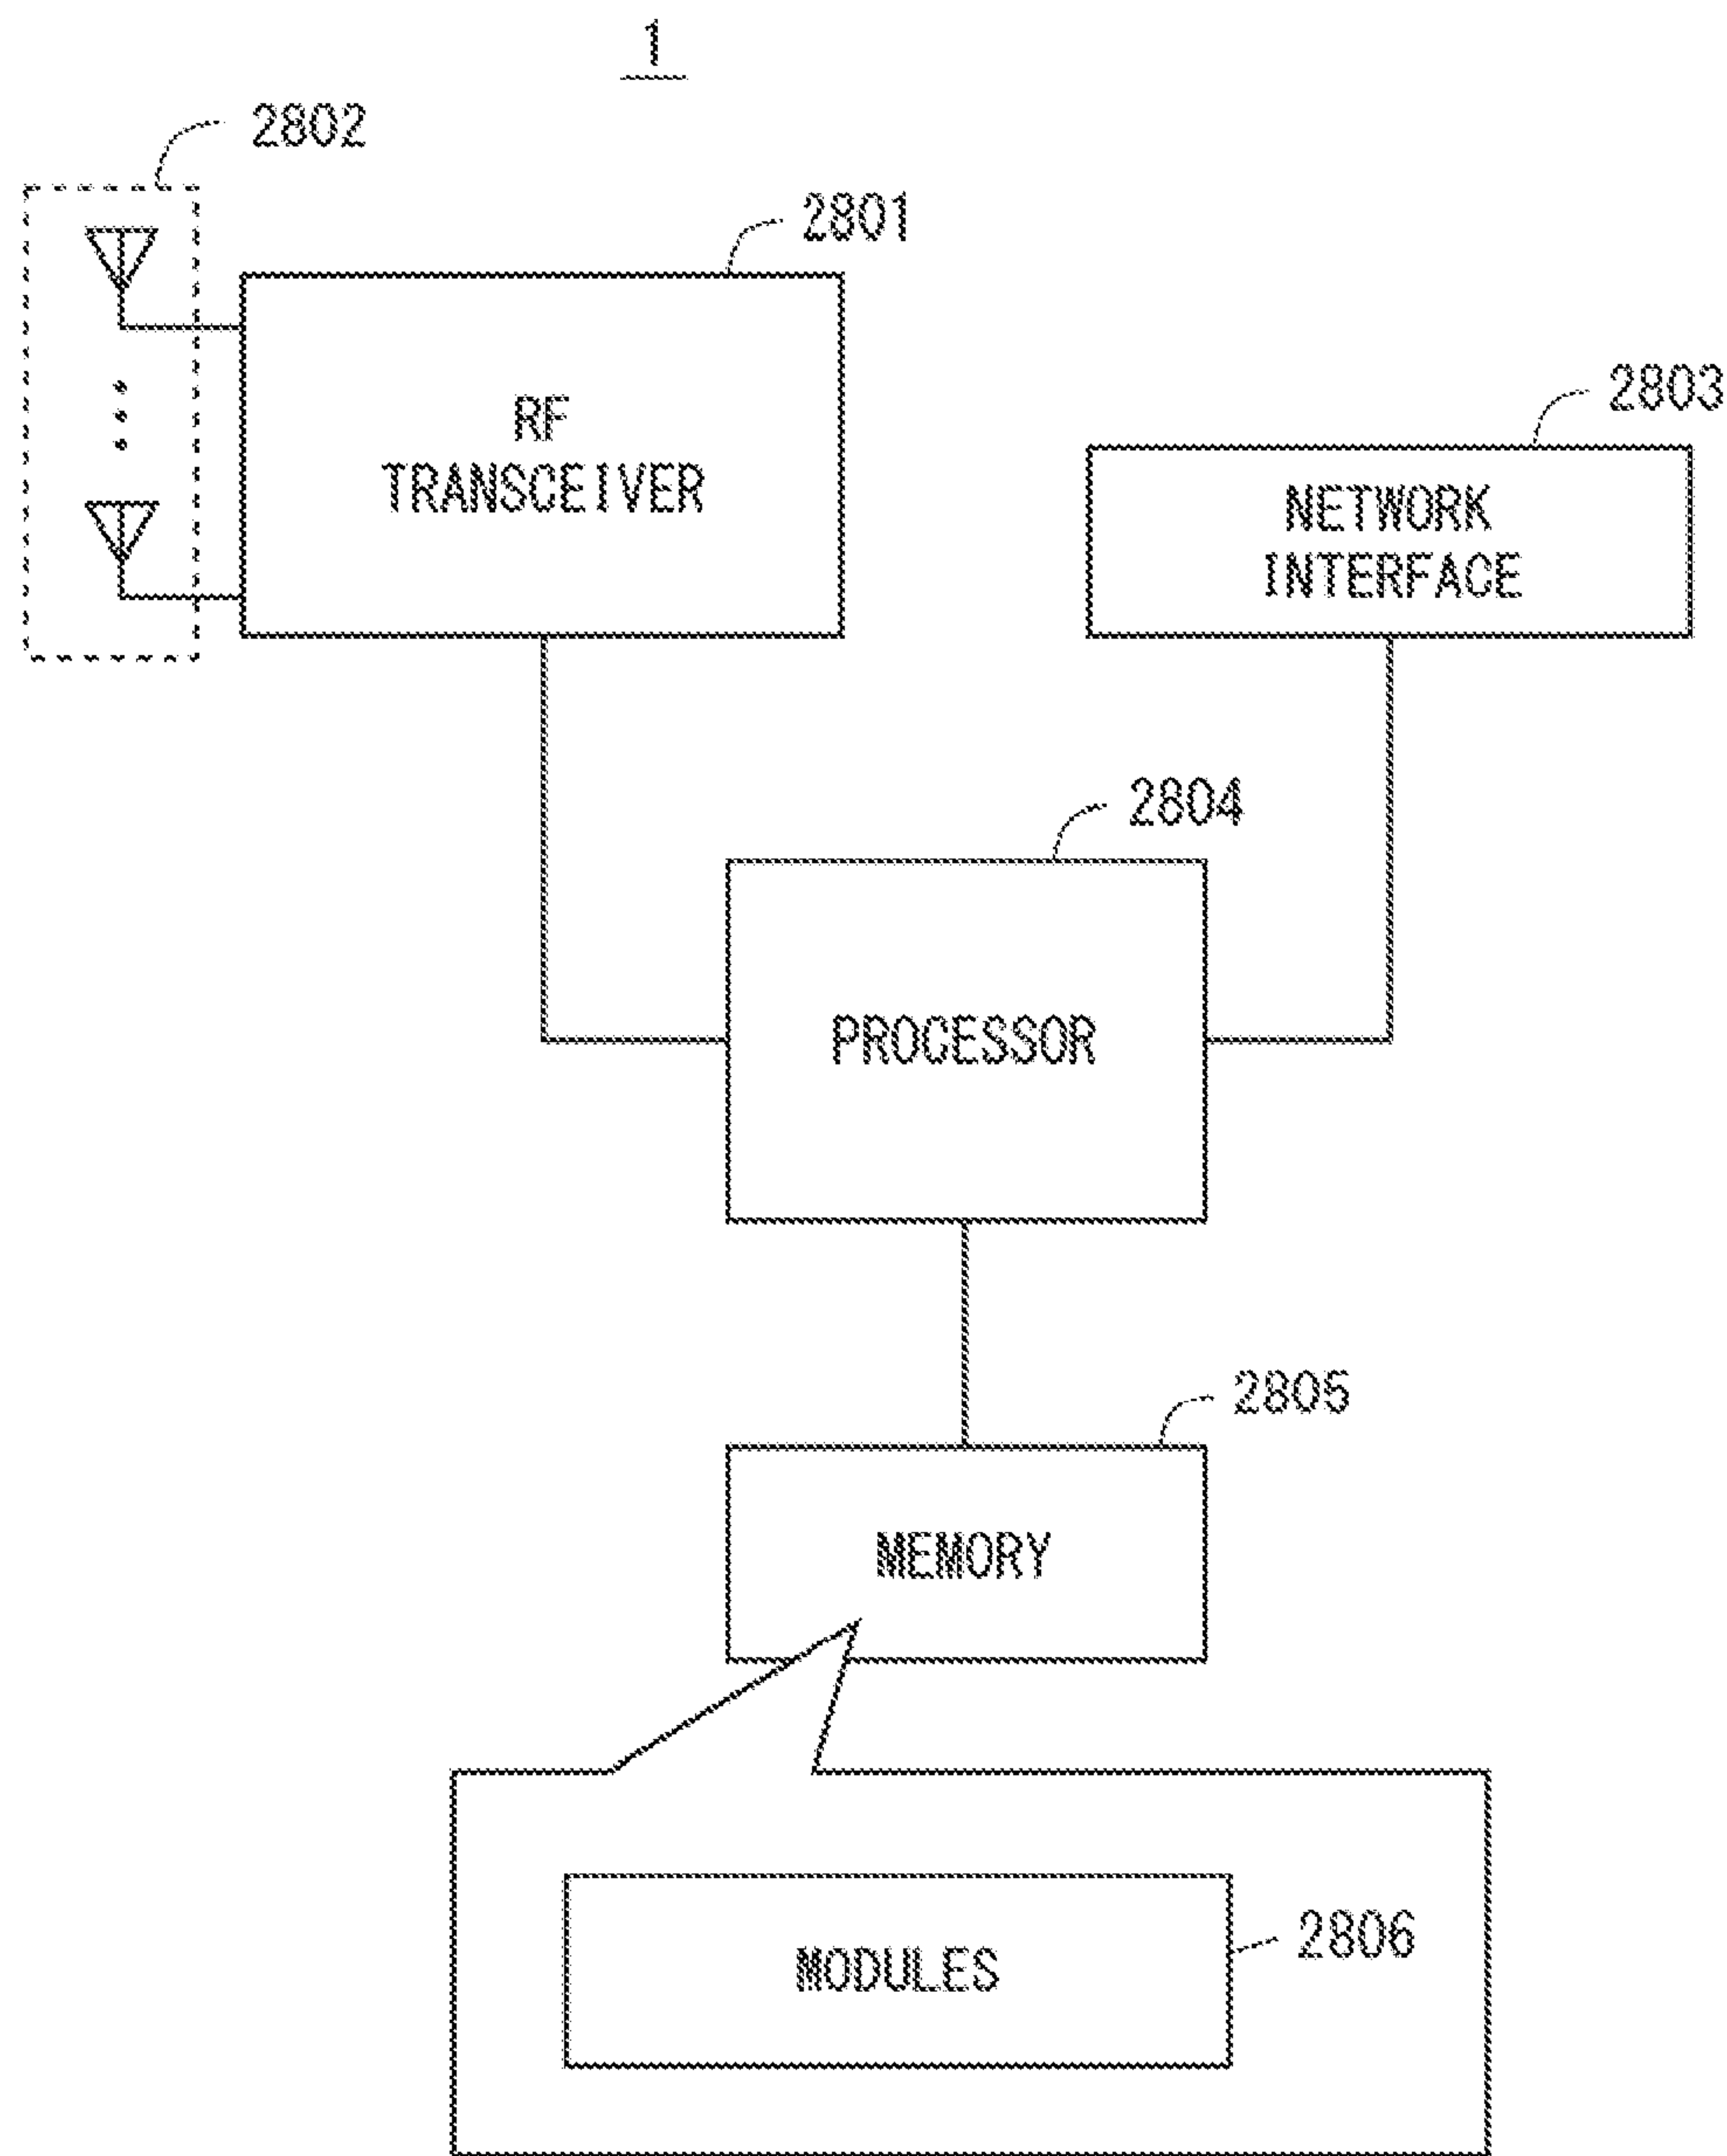 1
2802
2801
RF
TRANSCEIVER
2803
NETWORK
INTERFACE
2804
PROCESSOR
2805
MEMORY
2806
MODULES